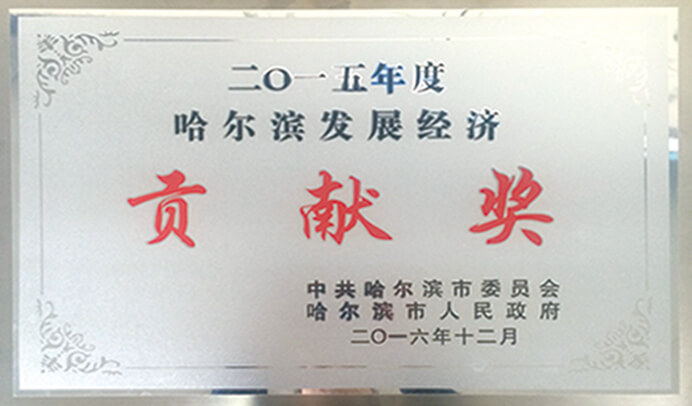 二〇一五年度
哈尔滨发展经济
贡献奖
中共哈尔滨市委员会
哈尔滨市人民政府
二〇一六年十二月